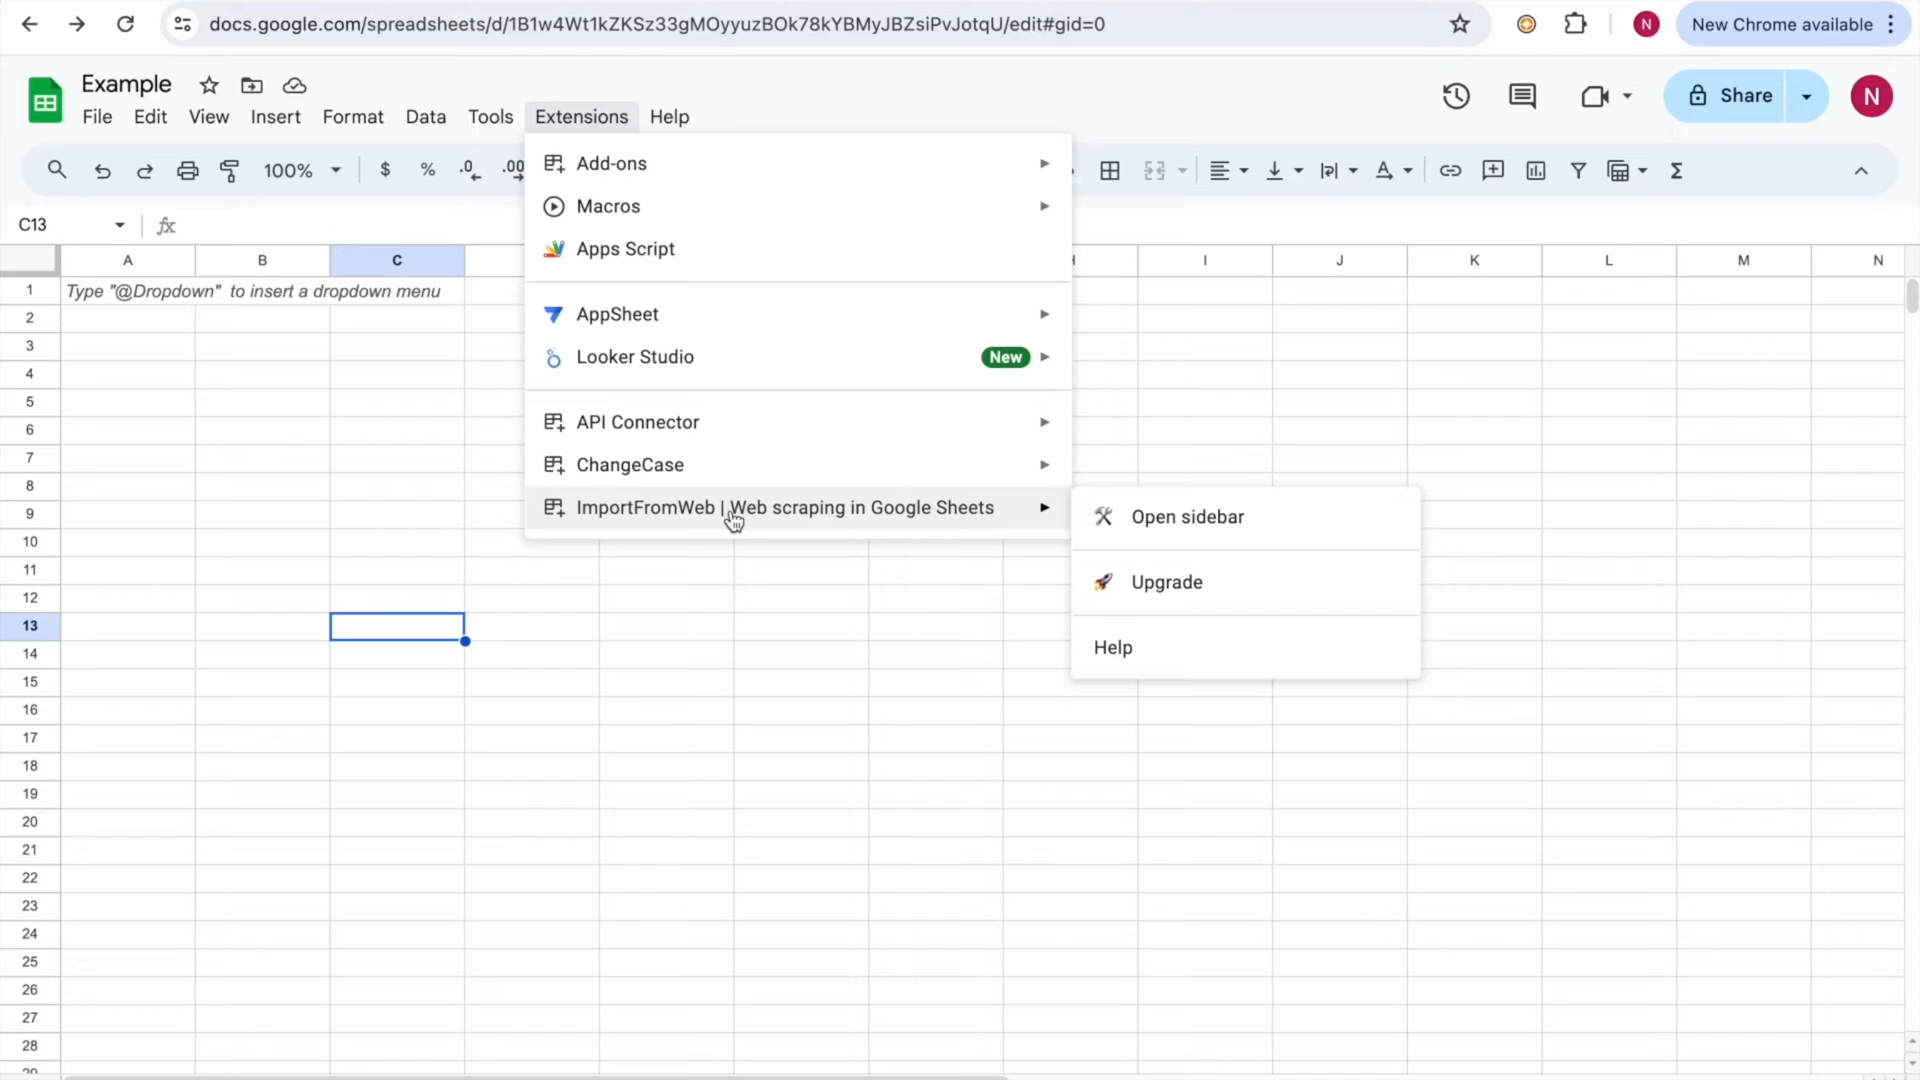 docs.google.com/spreadsheets/d/1B1w4Wt1kZKSz33gMOyyuzBOk78kYBMyJBZsiPvJotqU/edit#gid=0
N
New Chrome available
Example
File Edit View Insert Format Data Tools Extensions Help
Share
N
100% $ % .0 .00
C13
fx
A B C H I J K L M N
1 Type "@Dropdown" to insert a dropdown menu
2
3
4
5
6
7
8
9
10
11
12
13
14
15
16
17
18
19
20
21
22
23
24
25
26
27
28
29
Add-ons
Macros
Apps Script
AppSheet
Looker Studio New
API Connector
ChangeCase
ImportFromWeb | Web scraping in Google Sheets
Open sidebar
Upgrade
Help